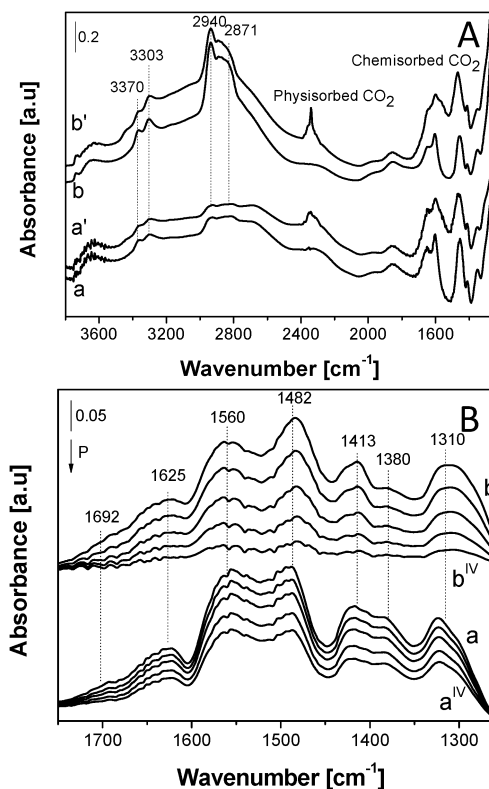 0.2
2940
2871
3370
3303
A
Physisorbed CO2
Chemisorbed CO2
b'
b
a'
a
Absorbance [a.u]
3600 3200 2800 2400 2000 1600
Wavenumber [cm-1]
0.05
P
B
1692
1625
1560
1482
1413
1380
1310
b
bIV
a
aIV
Absorbance [a.u]
1700 1600 1500 1400 1300
Wavenumber [cm-1]